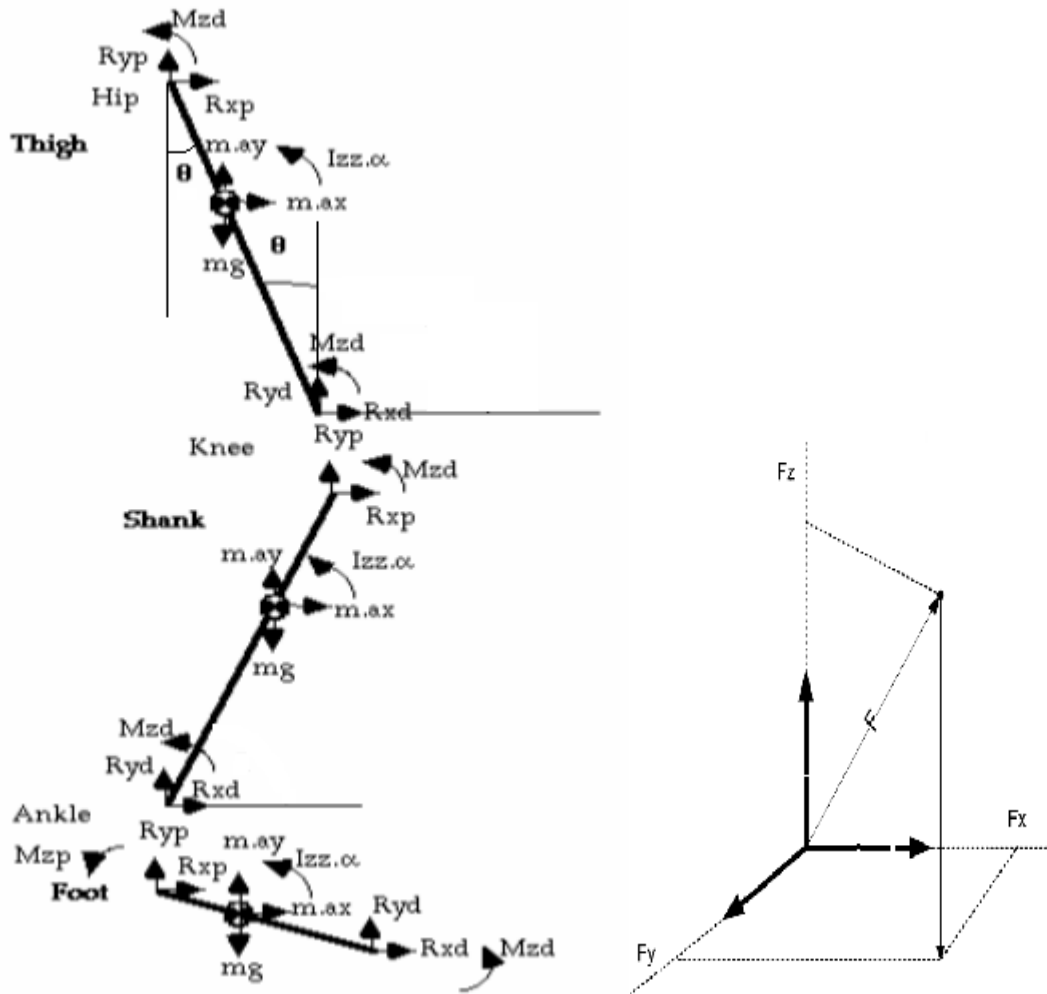 Mzd
Ryp
Hip
Rxp
Thigh
m.ay
Izz.α
θ
m.ax
θ
mg
Mzd
Ryd
Rxd
Ryp
Knee
Mzd
Rxp
Shank
m.ay
Izz.α
m.ax
mg
Mzd
Ryd
Rxd
Ankle
Ryp
m.ay
Mzp
Rxp
Izz.α
Foot
m.ax
Ryd
Rxd
Mzd
mg
Fz
F
Fx
Fy